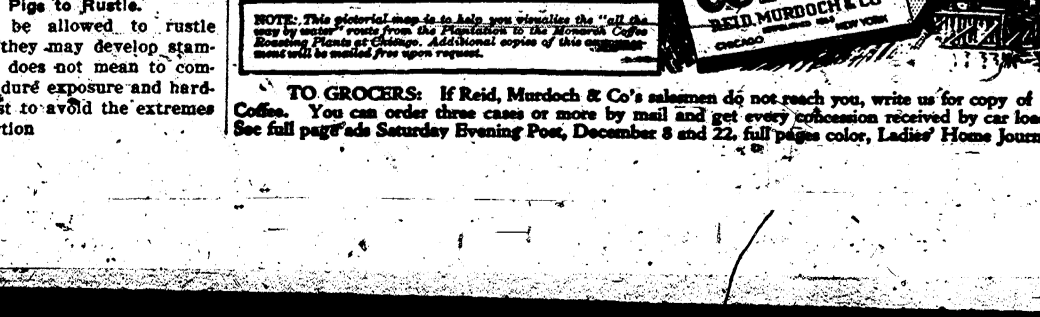 Pigs to Rustle.
be allowed to rustle
they may develop stam-
does not mean to com-
dure exposure and hard-
st to avoid the extremes
rtion
NOTE: This pictorial map is to help you visualize the "all the
way by water" route from the Plantation to the Monarch Coffee
Roasting Plants at Chicago. Additional copies of this
ment will be mailed free upon request.
REID, MURDOCH & CO
CHICAGO NEW YORK
TO GROCERS: If Reid, Murdoch & Co's salesmen do not reach you, write us for copy of
Coffee. You can order three cases or more by mail and get every concession received by car loa
See full page ads Saturday Evening Post, December 8 and 22, full pages color, Ladies' Home Journ